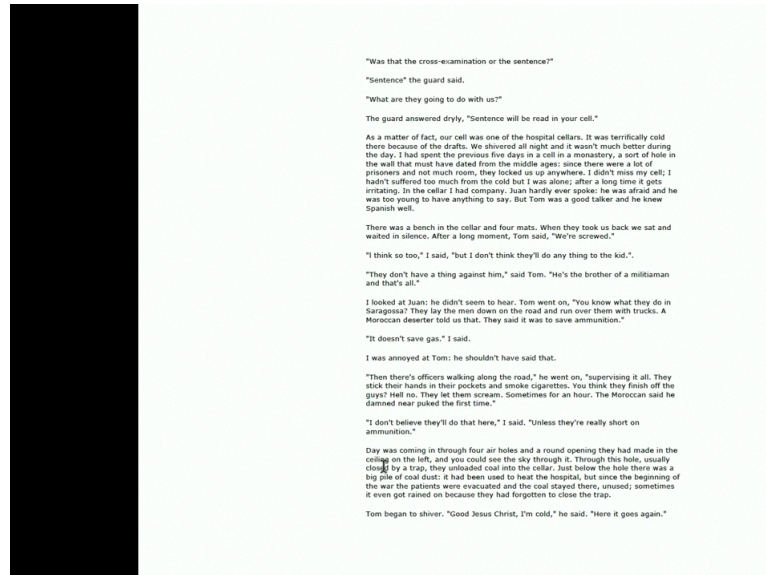 "Was that the cross-examination or the sentence?"
"Sentence" the guard said.
"What are they going to do with us?"
The guard answered dryly, "Sentence will be read in your cell."
As a matter of fact, our cell was one of the hospital cellars. It was terrifically cold
there because of the drafts. We shivered all night and it wasn't much better during
the day. I had spent the previous five days in a cell in a monastery, a sort of hole in
the wall that must have dated from the middle ages: since there were a lot of
prisoners and not much room, they locked us up anywhere. I didn't miss my cell; I
hadn't suffered too much from the cold but I was alone; after a long time it gets
irritating. In the cellar I had company. Juan hardly ever spoke: he was afraid and he
was too young to have anything to say. But Tom was a good talker and he knew
Spanish well.
There was a bench in the cellar and four mats. When they took us back we sat and
waited in silence. After a long moment, Tom said, "We're screwed."
"I think so too," I said, "but I don't think they'll do any thing to the kid.".
"They don't have a thing against him," said Tom. "He's the brother of a militiaman
and that's all."
I looked at Juan: he didn't seem to hear. Tom went on, "You know what they do in
Saragossa? They lay the men down on the road and run over them with trucks. A
Moroccan deserter told us that. They said it was to save ammunition."
"It doesn't save gas." I said.
I was annoyed at Tom: he shouldn't have said that.
"Then there's officers walking along the road," he went on, "supervising it all. They
stick their hands in their pockets and smoke cigarettes. You think they finish off the
guys? Hell no. They let them scream. Sometimes for an hour. The Moroccan said he
damned near puked the first time."
"I don't believe they'll do that here," I said. "Unless they're really short on
ammunition."
Day was coming in through four air holes and a round opening they had made in the
ceiling on the left, and you could see the sky through it. Through this hole, usually
closed by a trap, they unloaded coal into the cellar. Just below the hole there was a
big pile of coal dust: it had been used to heat the hospital, but since the beginning of
the war the patients were evacuated and the coal stayed there, unused; sometimes
it even got rained on because they had forgotten to close the trap.
Tom began to shiver. "Good Jesus Christ, I'm cold," he said. "Here it goes again."